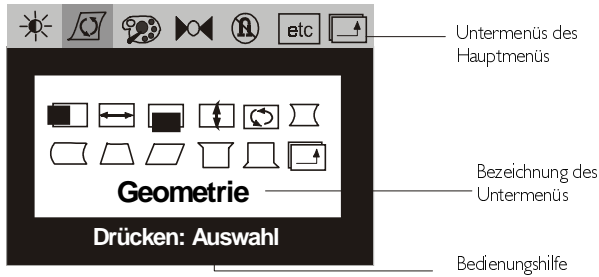 etc
Untermenüs des
Hauptmenüs
Geometrie
Bezeichnung des
Untermenüs
Drücken: Auswahl
Bedienungshilfe